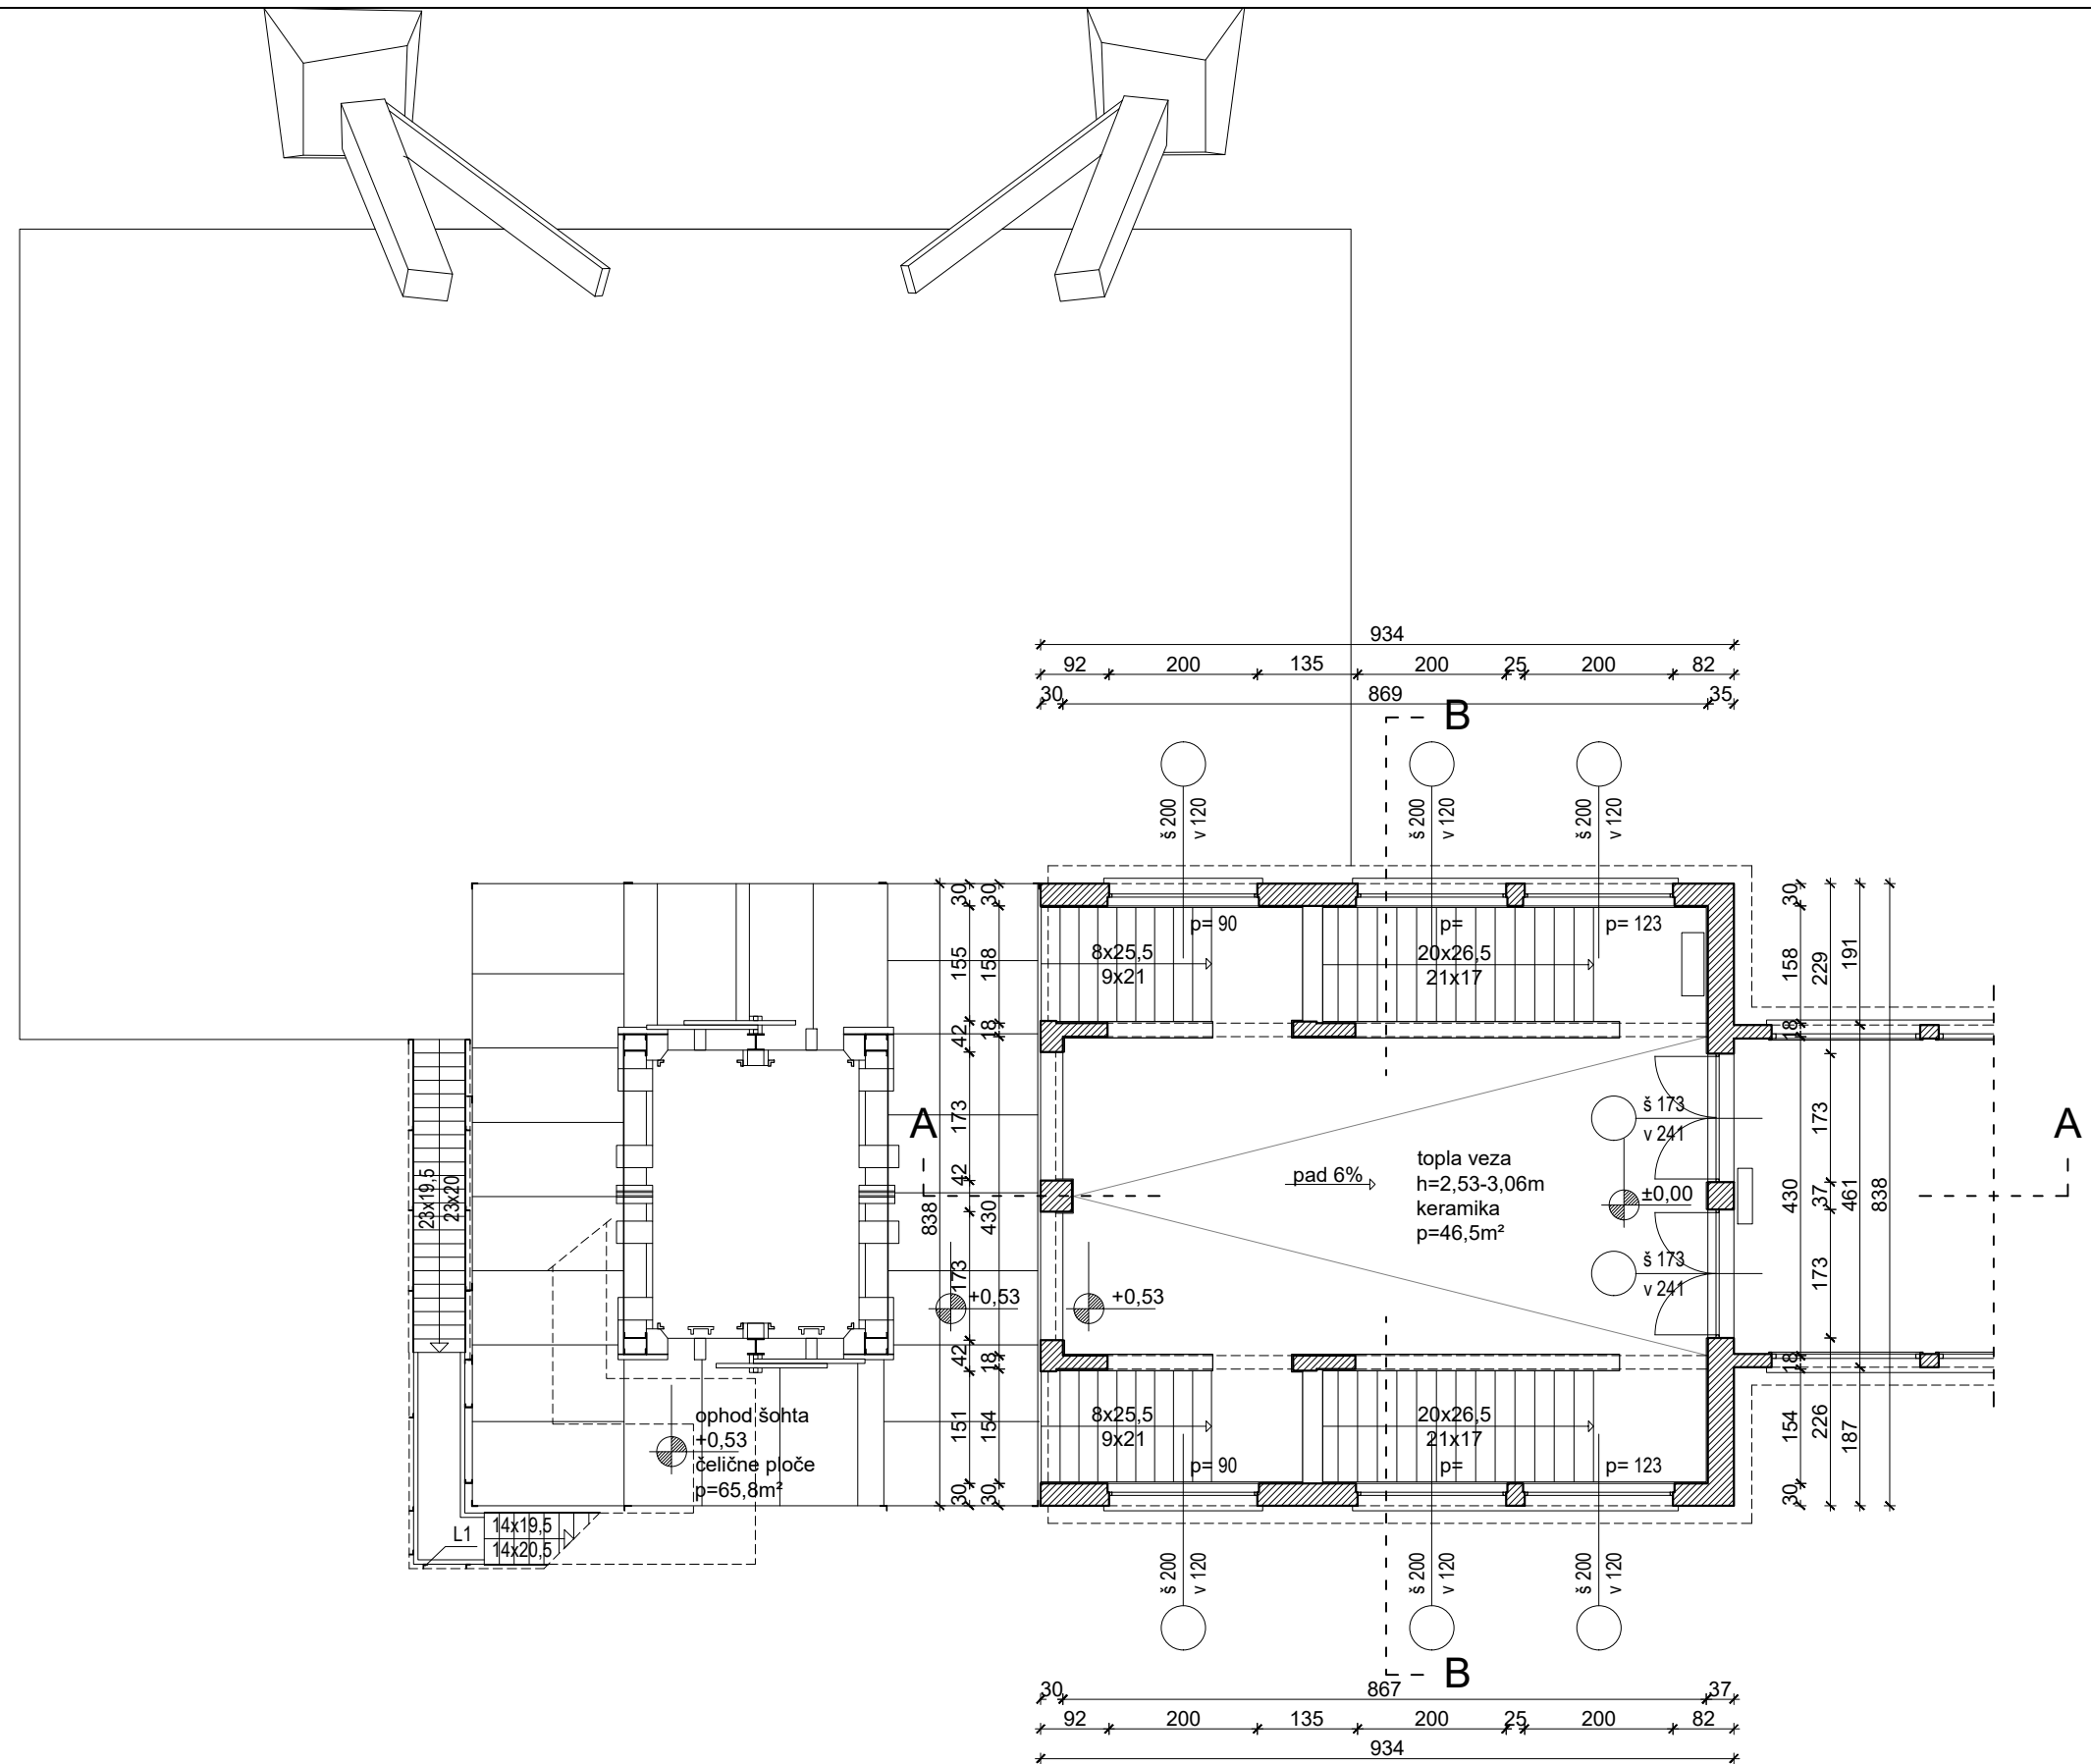 934
92 200 135 200 25 200 82
30 869 35
B
š 200
v 120
š 200
v 120
š 200
v 120
30
155
42
173
42
173
42
151
30
30
158
18
430
18
154
30
838
p= 90
p=
p= 123
8x25,5
9x21
20x26,5
21x17
30
158
18
430
18
154
30
229
173
37
173
226
191
461
187
838
A
A
š 173
v 241
pad 6%
topla veza
h=2,53-3,06m
keramika
p=46,5m²
±0,00
š 173
v 241
23x19,5
23x20
+0,53
+0,53
ophod šohta
+0,53
čelične ploče
p=65,8m²
8x25,5
9x21
20x26,5
21x17
p= 90
p=
p= 123
L1
14x19,5
14x20,5
š 200
v 120
š 200
v 120
š 200
v 120
B
30 867 37
92 200 135 200 25 200 82
934